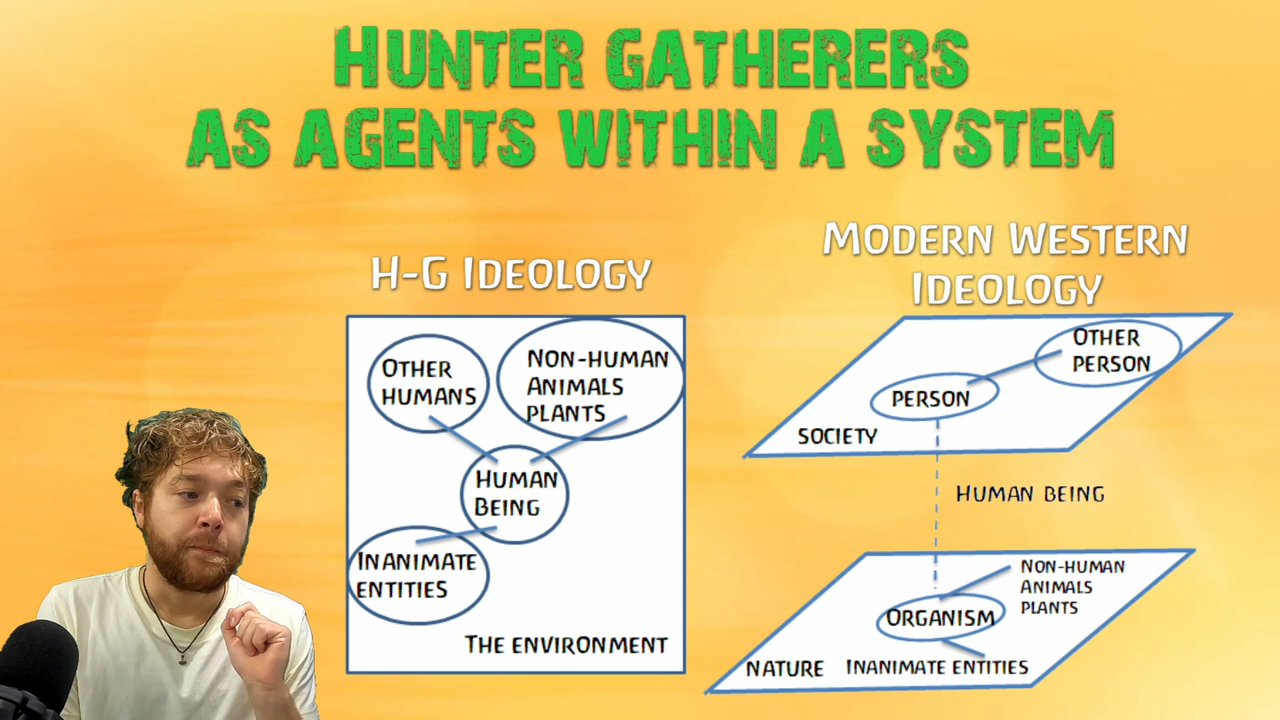 HUNTER GATHERERS
AS AGENTS WITHIN A SYSTEM
H-G IDEOLOGY
OTHER
HUMANS
NON-HUMAN
ANIMALS
PLANTS
HUMAN
BEING
INANIMATE
ENTITIES
THE ENVIRONMENT
MODERN WESTERN
IDEOLOGY
OTHER
PERSON
PERSON
SOCIETY
HUMAN BEING
NON-HUMAN
ANIMALS
PLANTS
ORGANISM
NATURE
INANIMATE ENTITIES